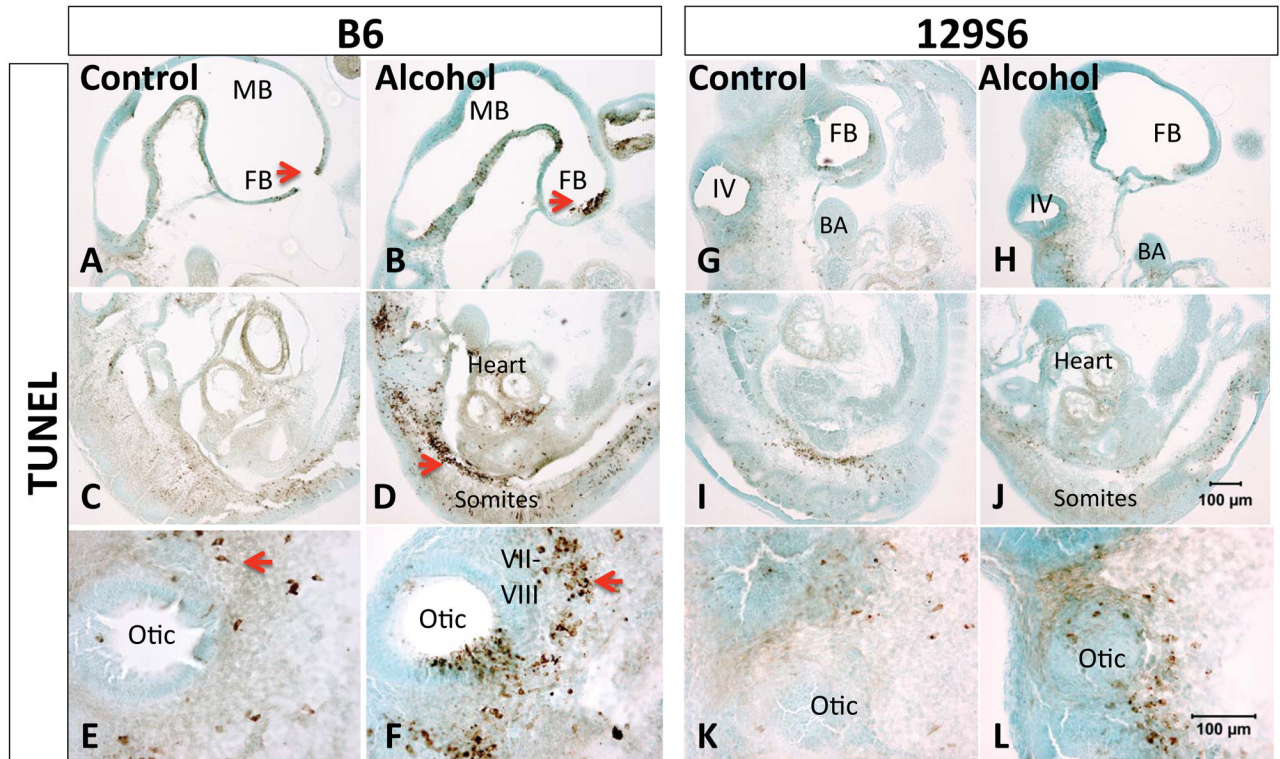 B6
129S6
TUNEL
Control
MB
FB
A
Alcohol
MB
FB
B
Control
FB
IV
BA
G
Alcohol
FB
IV
BA
H
C
Heart
Somites
D
I
Heart
Somites
100 µm
J
Otic
E
VII-
VIII
Otic
F
Otic
K
Otic
100 µm
L